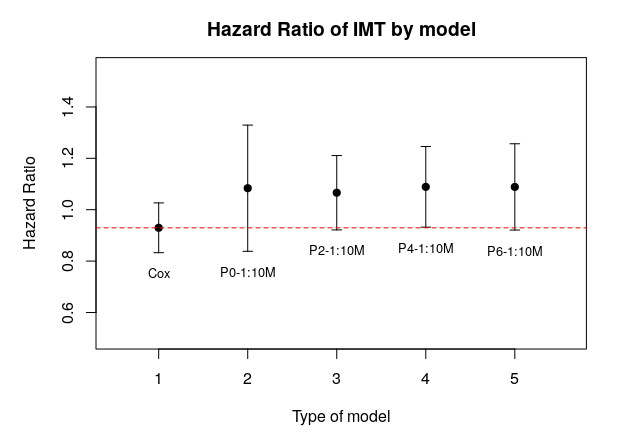 Hazard Ratio of IMT by model
Hazard Ratio
1.4
1.2
1.0
0.8
0.6
Cox
P0-1:10M
P2-1:10M
P4-1:10M
P6-1:10M
1 2 3 4 5
Type of model